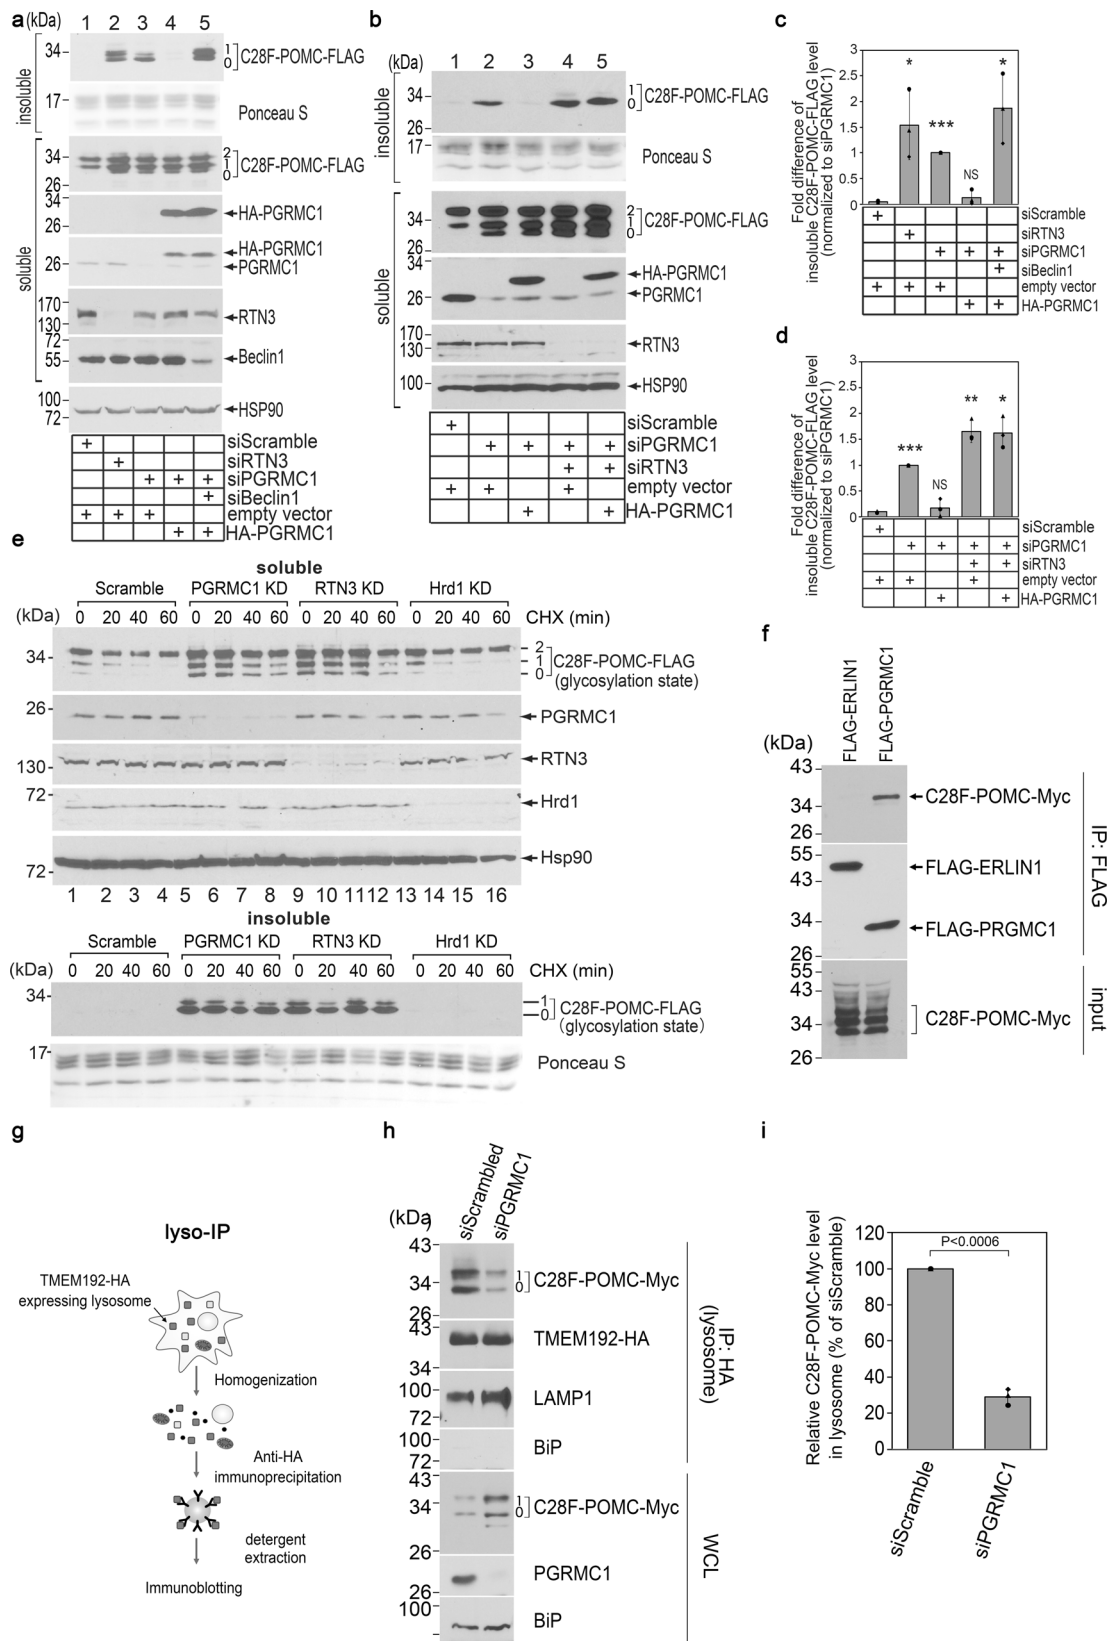 a
(kDa) 1 2 3 4 5
insoluble
34
1
0
C28F-POMC-FLAG
17
Ponceau S
soluble
34
26
2
1
0
C28F-POMC-FLAG
34
26
HA-PGRMC1
26
HA-PGRMC1
PGRMC1
170
130
RTN3
72
55
Beclin1
100
72
HSP90
+ siScramble
+ siRTN3
+ + + siPGRMC1
+ siBeclin1
+ + + empty vector
+ + HA-PGRMC1
b
(kDa) 1 2 3 4 5
insoluble
34
26
1
0
C28F-POMC-FLAG
17
Ponceau S
soluble
34
26
2
1
0
C28F-POMC-FLAG
34
26
HA-PGRMC1
PGRMC1
170
130
RTN3
100
HSP90
+ siScramble
+ + + + siPGRMC1
+ + siRTN3
+ + + empty vector
+ + HA-PGRMC1
c
Fold difference of
insoluble C28F-POMC-FLAG level
(normalized to siPGRMC1)
3
2.5
2
1.5
1
0.5
0
* *** NS *
+ siScramble
+ siRTN3
+ + + siPGRMC1
+ siBeclin1
+ + + empty vector
+ + HA-PGRMC1
d
Fold difference of
insoluble C28F-POMC-FLAG level
(normalized to siPGRMC1)
3
2.5
2
1.5
1
0.5
0
*** NS ** *
+ siScramble
+ + + + siPGRMC1
+ + siRTN3
+ + + empty vector
+ + HA-PGRMC1
e
soluble
Scramble PGRMC1 KD RTN3 KD Hrd1 KD
(kDa) 0 20 40 60 0 20 40 60 0 20 40 60 0 20 40 60 CHX (min)
34
2
1
0
C28F-POMC-FLAG
(glycosylation state)
26
PGRMC1
130
RTN3
72
Hrd1
72
Hsp90
1 2 3 4 5 6 7 8 9 10 11 12 13 14 15 16
insoluble
Scramble PGRMC1 KD RTN3 KD Hrd1 KD
(kDa) 0 20 40 60 0 20 40 60 0 20 40 60 0 20 40 60 CHX (min)
34
1
0
C28F-POMC-FLAG
(glycosylation state)
17
Ponceau S
f
FLAG-ERLIN1
FLAG-PGRMC1
(kDa)
43
34
26
C28F-POMC-Myc
55
43
FLAG-ERLIN1
34
26
FLAG-PRGMC1
IP: FLAG
55
43
34
26
C28F-POMC-Myc
input
g
lyso-IP
TMEM192-HA
expressing lysosome
Homogenization
Anti-HA
immunoprecipitation
detergent
extraction
Immunoblotting
h
siScrambled
siPGRMC1
(kDa)
43
34
26
1
0
C28F-POMC-Myc
43
34
TMEM192-HA
100
72
LAMP1
100
72
BiP
IP: HA
(lysosome)
43
34
26
1
0
C28F-POMC-Myc
26
PGRMC1
100
BiP
WCL
i
Relative C28F-POMC-Myc level
in lysosome (% of siScramble)
120
100
80
60
40
20
0
P<0.0006
siScramble
siPGRMC1